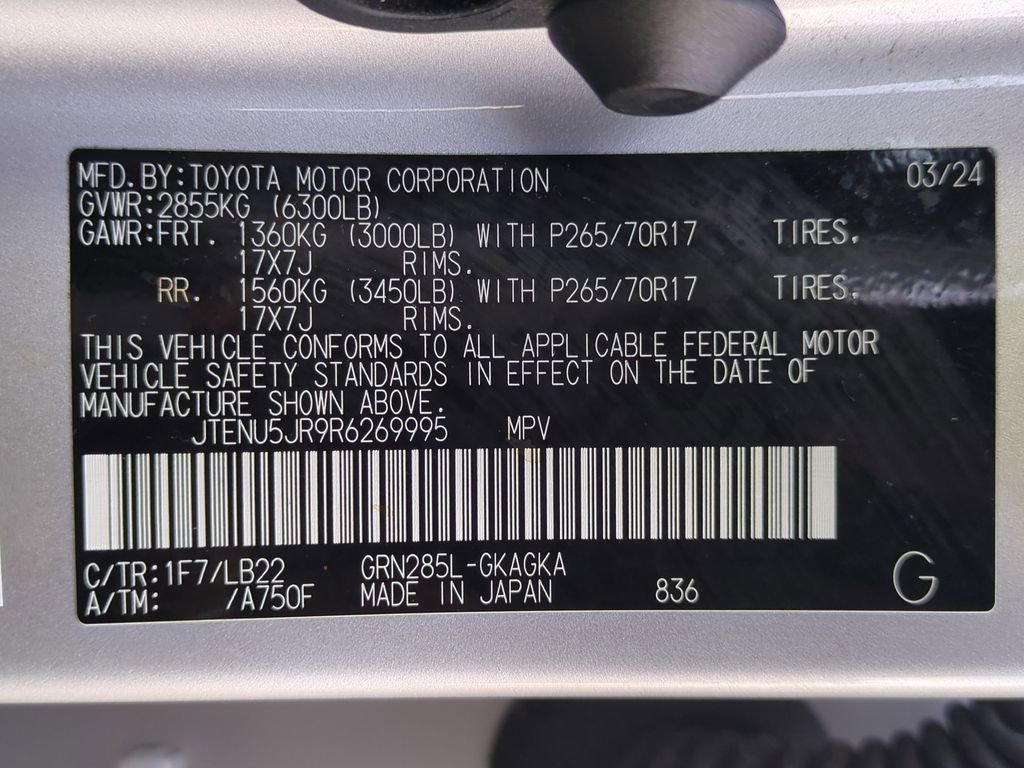 MFD.BY:TOYOTA MOTOR CORPORATION 03/24
GVWR:2855KG (6300LB)
GAWR:FRT. 1360KG (3000LB) WITH P265/70R17 TIRES.
17X7J RIMS.
RR. 1560KG (3450LB) WITH P265/70R17 TIRES.
17X7J RIMS.
THIS VEHICLE CONFORMS TO ALL APPLICABLE FEDERAL MOTOR
VEHICLE SAFETY STANDARDS IN EFFECT ON THE DATE OF
MANUFACTURE SHOWN ABOVE.
JTENU5JR9R6269995 MPV
C/TR:1F7/LB22 GRN285L-GKAGKA
A/TM: /A750F MADE IN JAPAN 836 G